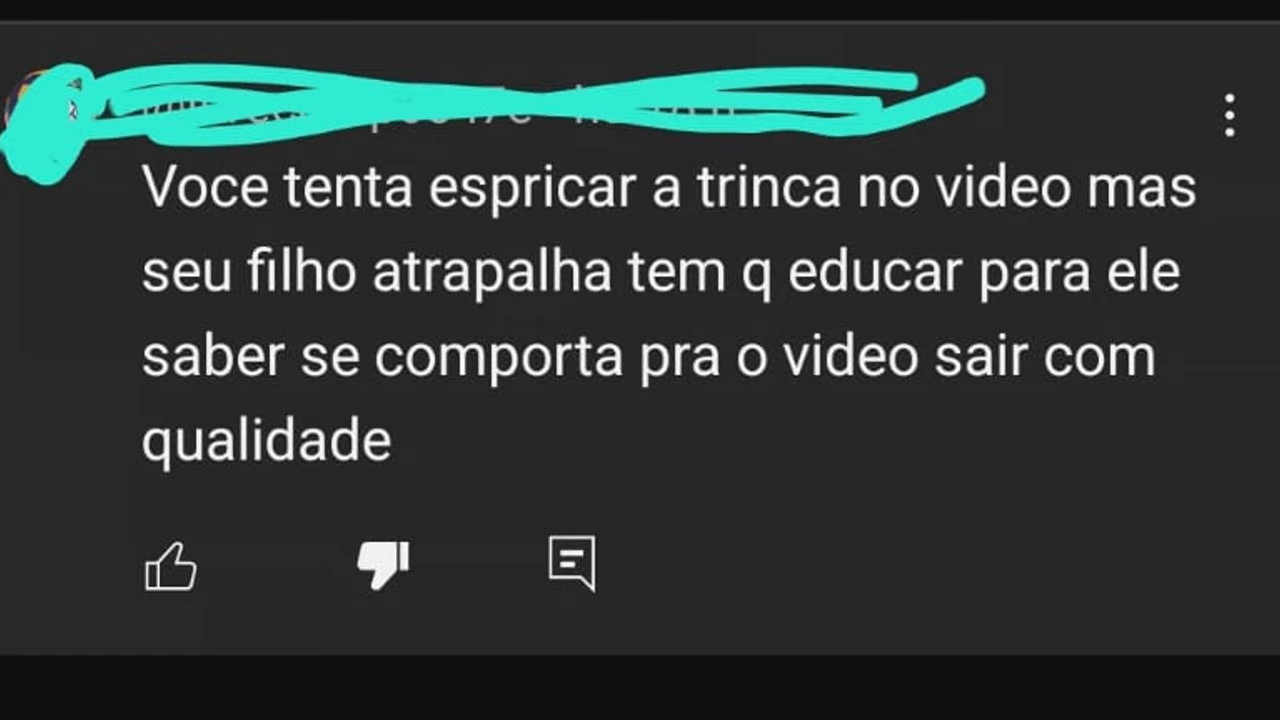 Voce tenta espricar a trinca no video mas
seu filho atrapalha tem q educar para ele
saber se comporta pra o video sair com
qualidade